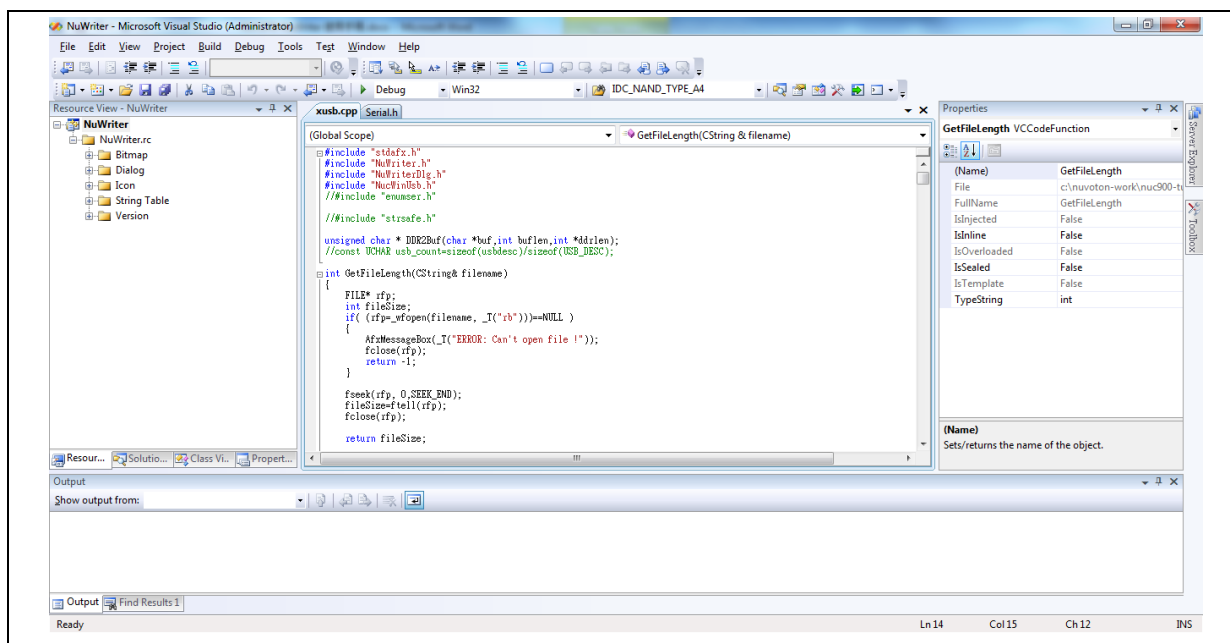 NuWriter - Microsoft Visual Studio (Administrator)
File Edit View Project Build Debug Tools Test Window Help
Debug Win32 IDC_NAND_TYPE_A4
Resource View - NuWriter
NuWriter
NuWriter.rc
Bitmap
Dialog
Icon
String Table
Version
Resour... Solutio... Class Vi... Propert...
xusb.cpp Serial.h
(Global Scope) GetFileLength(CString & filename)
#include "stdafx.h"
#include "NuWriter.h"
#include "NuWriterDlg.h"
#include "NucWinUsb.h"
//#include "enumser.h"
//#include "strsafe.h"
unsigned char * DDR2Buf(char *buf,int buflen,int *ddrlen);
//const UCHAR usb_count=sizeof(usbdesc)/sizeof(USB_DESC);
int GetFileLength(CString& filename)
{
FILE* rfp;
int fileSize;
if( (rfp=_wfopen(filename, _T("rb")))==NULL )
{
AfxMessageBox(_T("ERROR: Can't open file !"));
fclose(rfp);
return -1;
}
fseek(rfp, 0,SEEK_END);
fileSize=ftell(rfp);
fclose(rfp);
return fileSize;
Properties
GetFileLength VCCodeFunction
(Name) GetFileLength
File c:\nuvoton-work\nuc900-t
FullName GetFileLength
IsInjected False
IsInline False
IsOverloaded False
IsSealed False
IsTemplate False
TypeString int
(Name)
Sets/returns the name of the object.
Server Explorer
Toolbox
Output
Show output from:
Output Find Results 1
Ready Ln 14 Col 15 Ch 12 INS